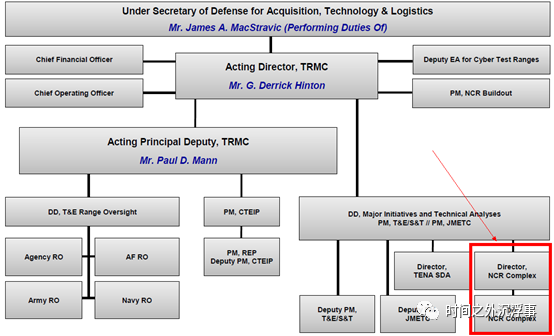 Under Secretary of Defense for Acquisition, Technology & Logistics
Mr. James A. MacStravic (Performing Duties Of)
Chief Financial Officer
Chief Operating Officer
Acting Director, TRMC
Mr. G. Derrick Hinton
Deputy EA for Cyber Test Ranges
PM, NCR Buildout
Acting Principal Deputy, TRMC
Mr. Paul D. Mann
DD, T&E Range Oversight
PM, CTEIP
DD, Major Initiatives and Technical Analyses
PM, T&E/S&T // PM, JMETC
Agency RO
AF RO
PM, REP
Deputy PM, CTEIP
Director,
TENA SDA
Director,
NCR Complex
Army RO
Navy RO
Deputy PM,
T&E/S&T
JMETC
NCR Complex
时间之外沉浮事